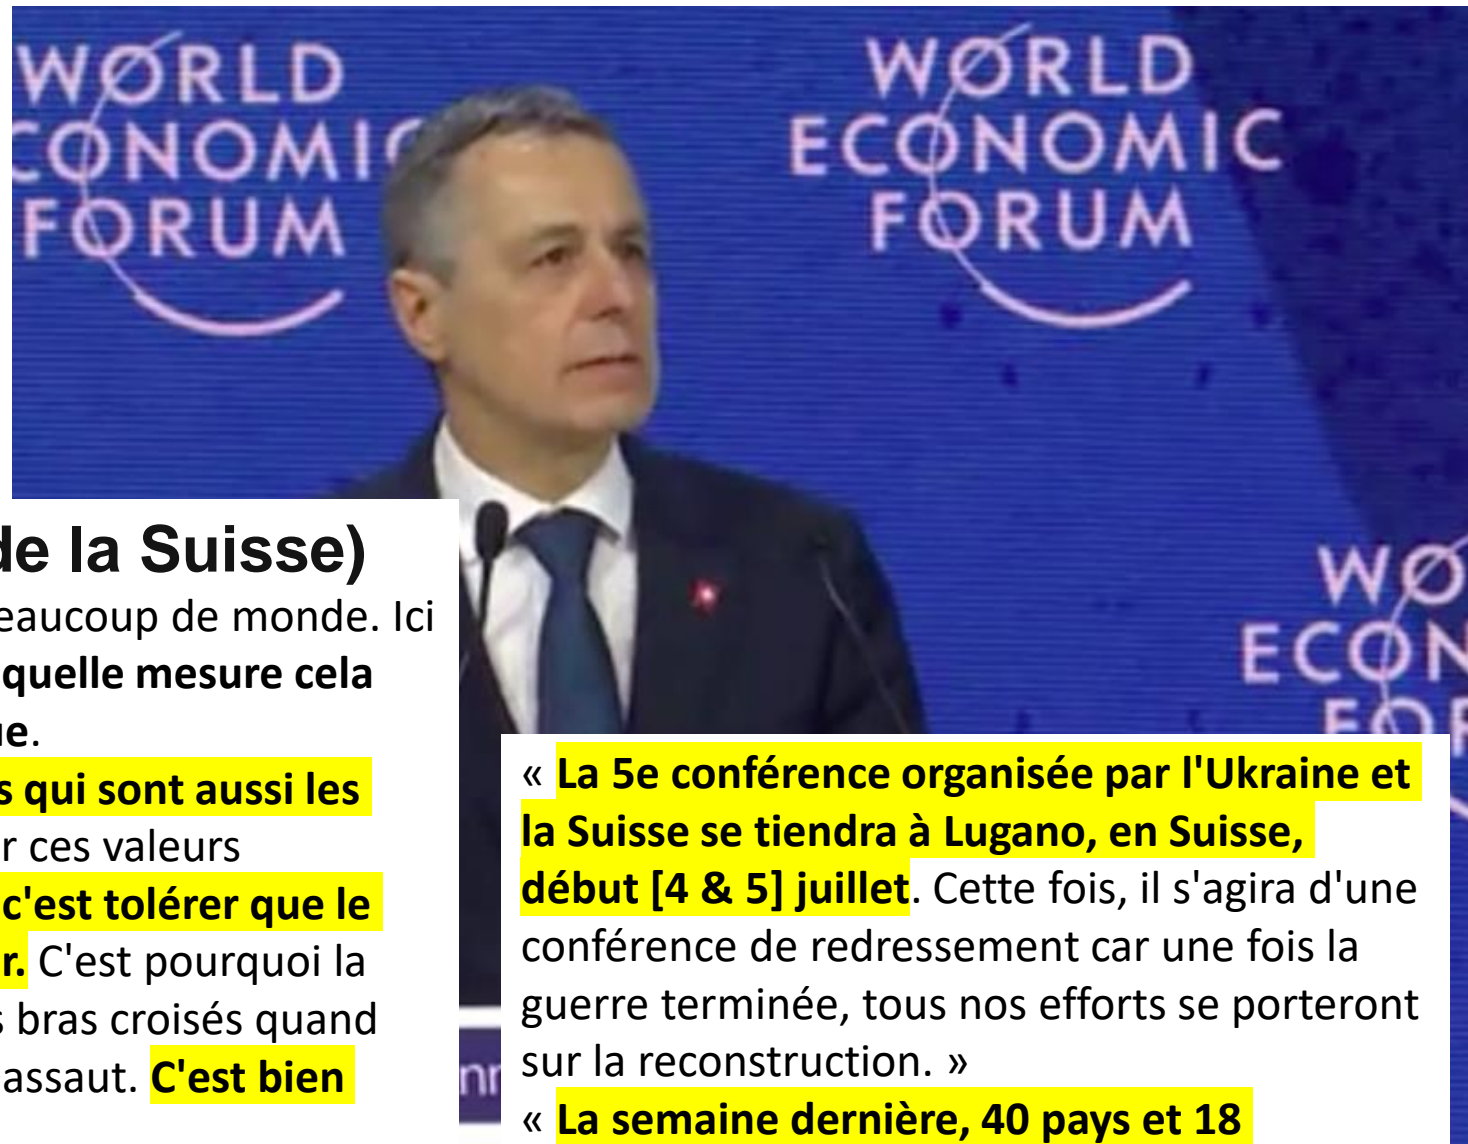 WORLD
ECONOMIC
FORUM
WORLD
ECONOMIC
FORUM
WO
ECON
FOR
de la Suisse)
eaucoup de monde. Ici
quelle mesure cela
ue.
s qui sont aussi les
r ces valeurs
c'est tolérer que le
r. C'est pourquoi la
s bras croisés quand
assaut. C'est bien
« La 5e conférence organisée par l'Ukraine et
la Suisse se tiendra à Lugano, en Suisse,
début [4 & 5] juillet. Cette fois, il s'agira d'une
conférence de redressement car une fois la
guerre terminée, tous nos efforts se porteront
sur la reconstruction. »
« La semaine dernière, 40 pays et 18